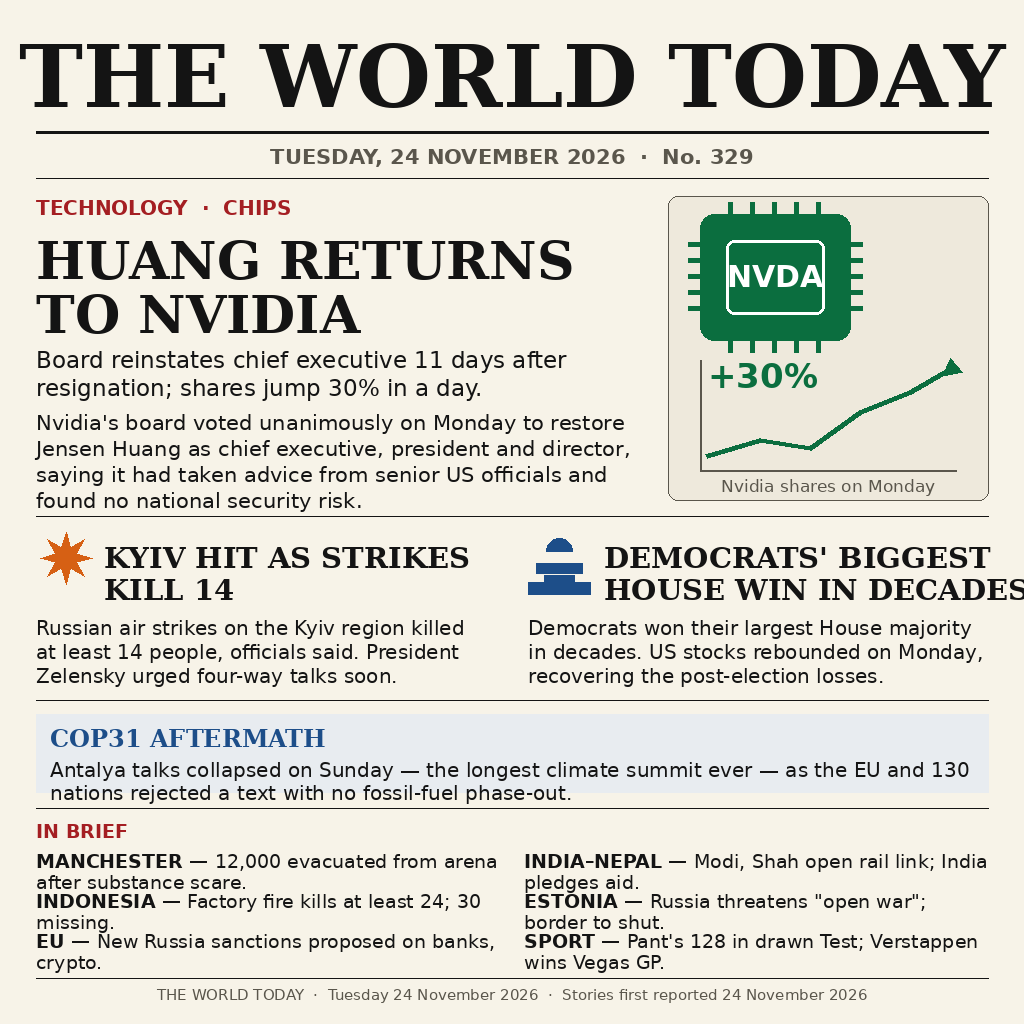 THE WORLD TODAY
TUESDAY, 24 NOVEMBER 2026 · No. 329
TECHNOLOGY · CHIPS
HUANG RETURNS
TO NVIDIA
Board reinstates chief executive 11 days after
resignation; shares jump 30% in a day.
Nvidia's board voted unanimously on Monday to restore
Jensen Huang as chief executive, president and director,
saying it had taken advice from senior US officials and
found no national security risk.
NVDA
+30%
Nvidia shares on Monday
KYIV HIT AS STRIKES
KILL 14
Russian air strikes on the Kyiv region killed
at least 14 people, officials said. President
Zelensky urged four-way talks soon.
DEMOCRATS' BIGGEST
HOUSE WIN IN DECADES
Democrats won their largest House majority
in decades. US stocks rebounded on Monday,
recovering the post-election losses.
COP31 AFTERMATH
Antalya talks collapsed on Sunday — the longest climate summit ever — as the EU and 130
nations rejected a text with no fossil-fuel phase-out.
IN BRIEF
MANCHESTER — 12,000 evacuated from arena
after substance scare.
INDONESIA — Factory fire kills at least 24; 30
missing.
EU — New Russia sanctions proposed on banks,
crypto.
INDIA–NEPAL — Modi, Shah open rail link; India
pledges aid.
ESTONIA — Russia threatens "open war";
border to shut.
SPORT — Pant's 128 in drawn Test; Verstappen
wins Vegas GP.
THE WORLD TODAY · Tuesday 24 November 2026 · Stories first reported 24 November 2026